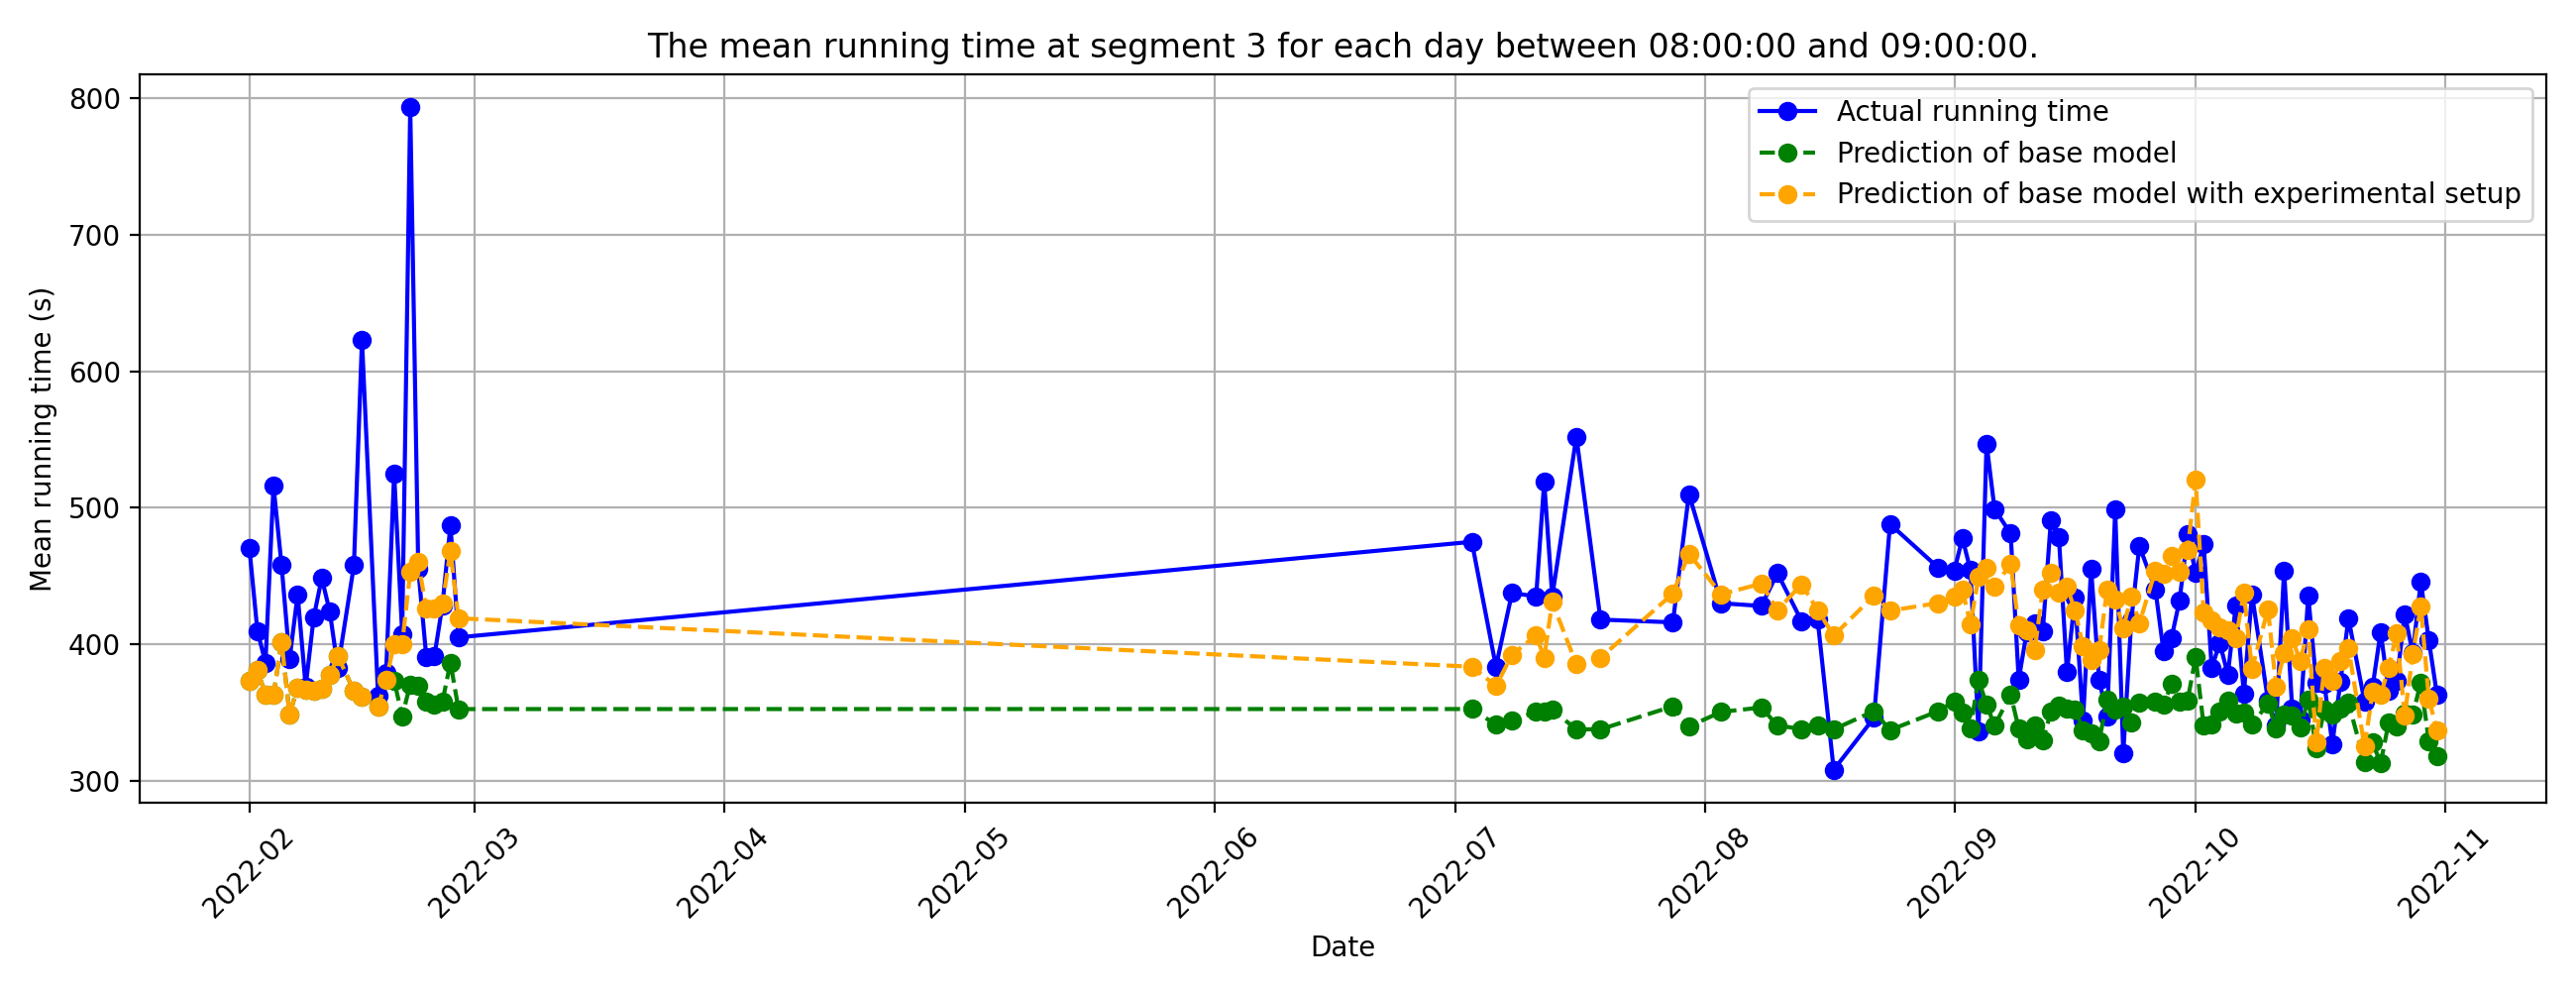 The mean running time at segment 3 for each day between 08:00:00 and 09:00:00.
Actual running time
Prediction of base model
Prediction of base model with experimental setup
Mean running time (s)
800
700
600
500
400
300
2022-02
2022-03
2022-04
2022-05
2022-06
2022-07
2022-08
2022-09
2022-10
2022-11
Date